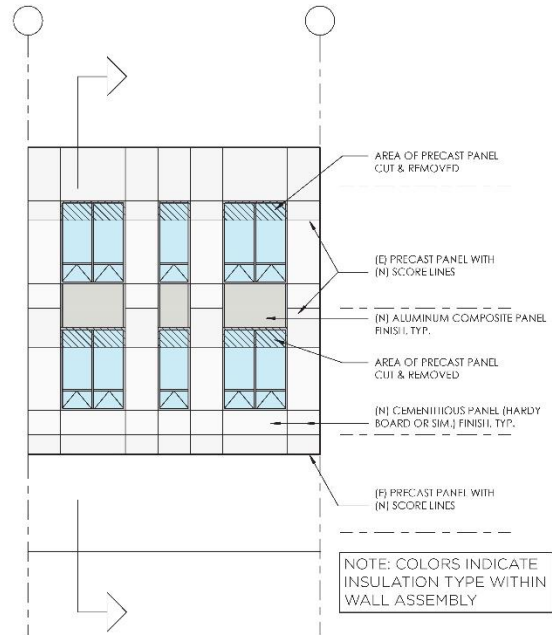 AREA OF PRECAST PANEL
CUT & REMOVED
(E) PRECAST PANEL WITH
(N) SCORE LINES
(N) ALUMINUM COMPOSITE PANEL
FINISH, TYP.
AREA OF PRECAST PANEL
CUT & REMOVED
(N) CEMENITIOUS PANEL (HARDY
BOARD OR SIM.) FINISH, TYP.
(E) PRECAST PANEL WITH
(N) SCORE LINES
NOTE: COLORS INDICATE
INSULATION TYPE WITHIN
WALL ASSEMBLY